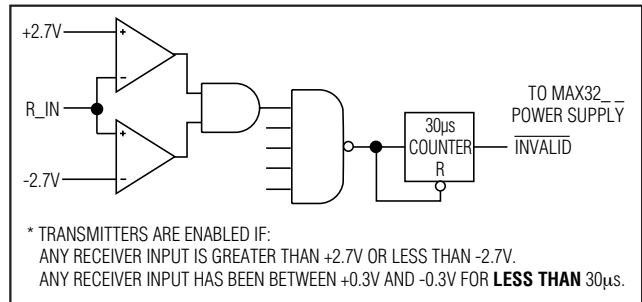 +2.7V
R_IN
-2.7V
+
-
+
-
30μs
COUNTER
R
TO MAX32_ _
POWER SUPPLY
INVALID
* TRANSMITTERS ARE ENABLED IF:
ANY RECEIVER INPUT IS GREATER THAN +2.7V OR LESS THAN -2.7V.
ANY RECEIVER INPUT HAS BEEN BETWEEN +0.3V AND -0.3V FOR LESS THAN 30μs.